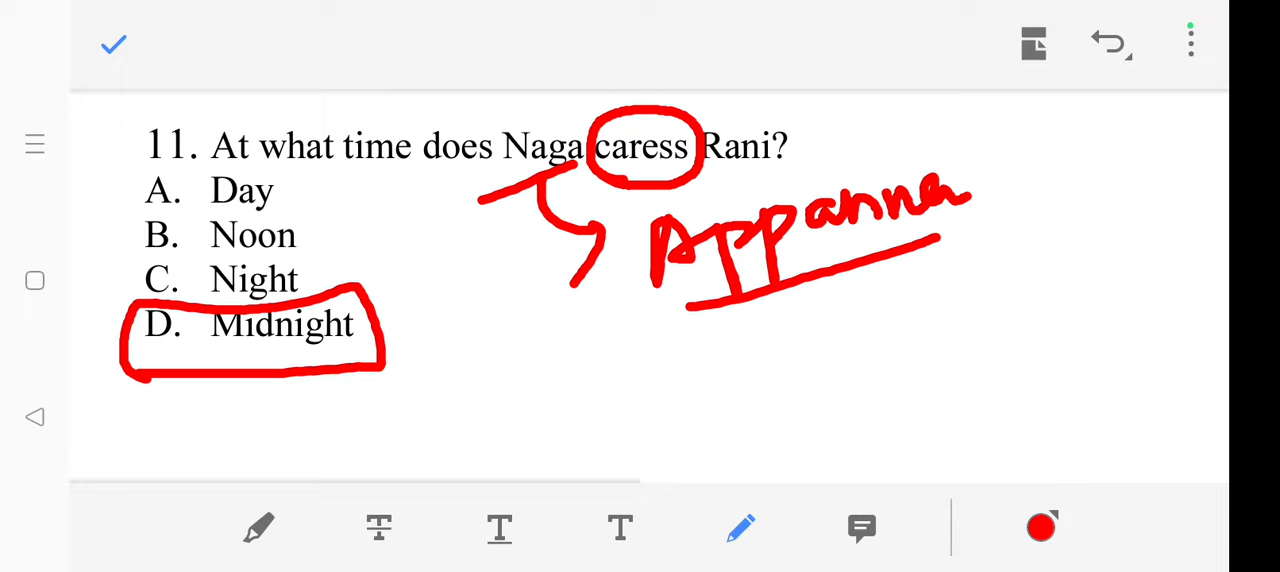 11. At what time does Naga caress Rani?
A. Day
Appanna
B. Noon
C. Night
D. Midnight
T T T